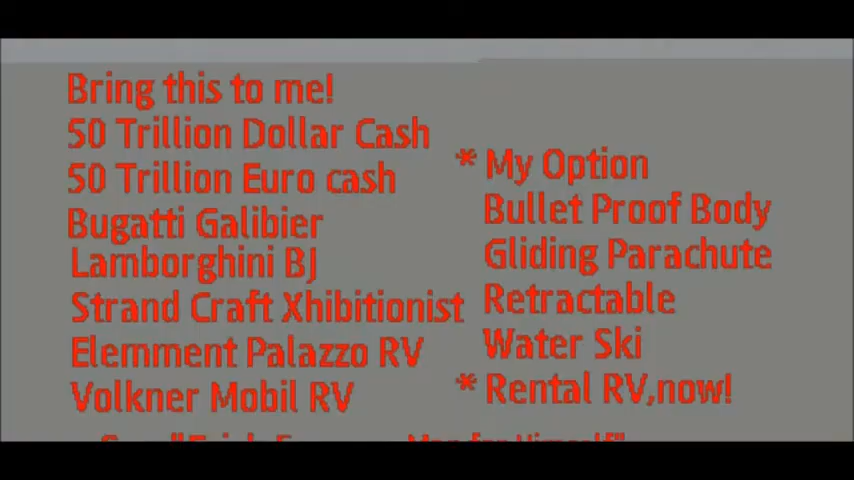 Bring this to me!
50 Trillion Dollar Cash
50 Trillion Euro cash
Bugatti Galibier
Lamborghini BJ
Strand Craft Xhibitionist
Elemment Palazzo RV
Volkner Mobil RV
* My Option
Bullet Proof Body
Gliding Parachute
Retractable
Water Ski
* Rental RV,now!